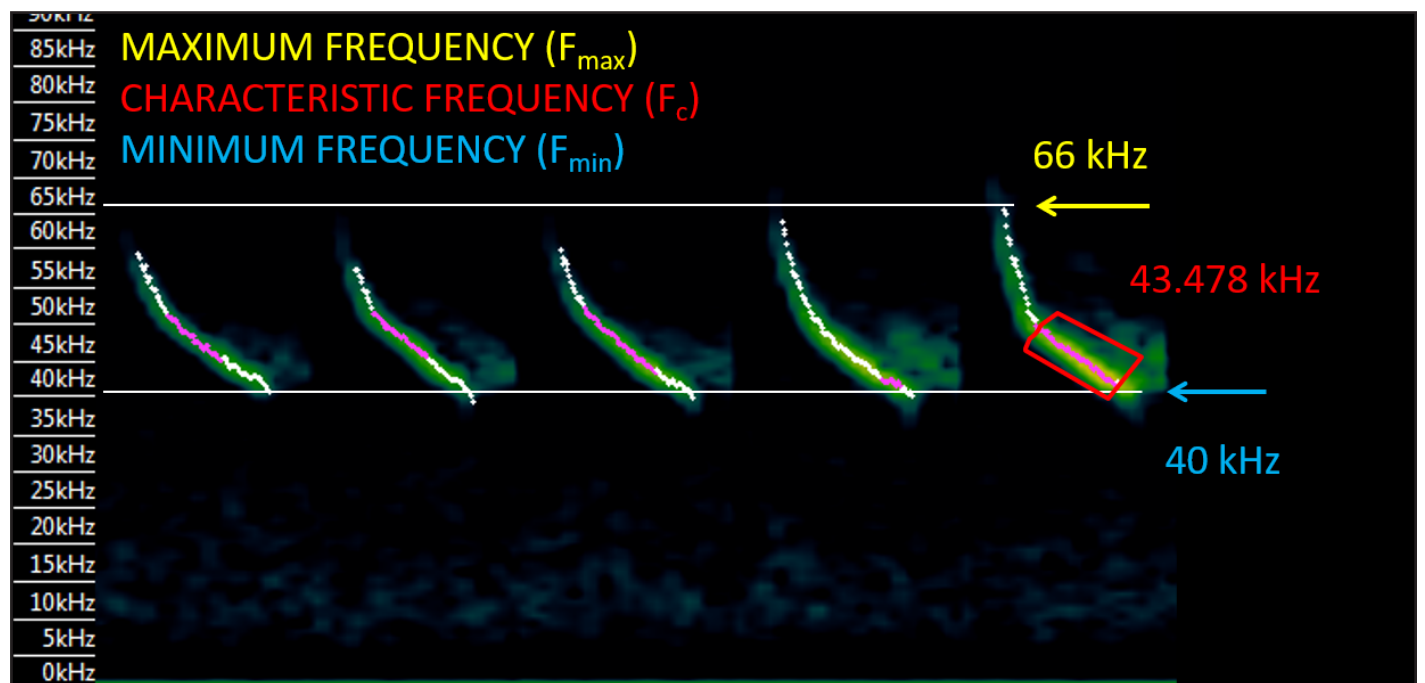 90kHz
85kHz
80kHz
75kHz
70kHz
65kHz
60kHz
55kHz
50kHz
45kHz
40kHz
35kHz
30kHz
25kHz
20kHz
15kHz
10kHz
5kHz
0kHz
MAXIMUM FREQUENCY (Fmax)
CHARACTERISTIC FREQUENCY (Fc)
MINIMUM FREQUENCY (Fmin)
66 kHz
43.478 kHz
40 kHz